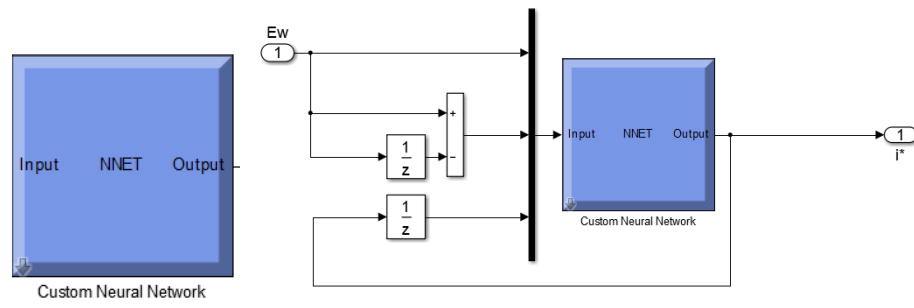 Input NNET Output
Custom Neural Network
Ew
1
+
−
1
z
1
z
Input NNET Output
Custom Neural Network
1
i*